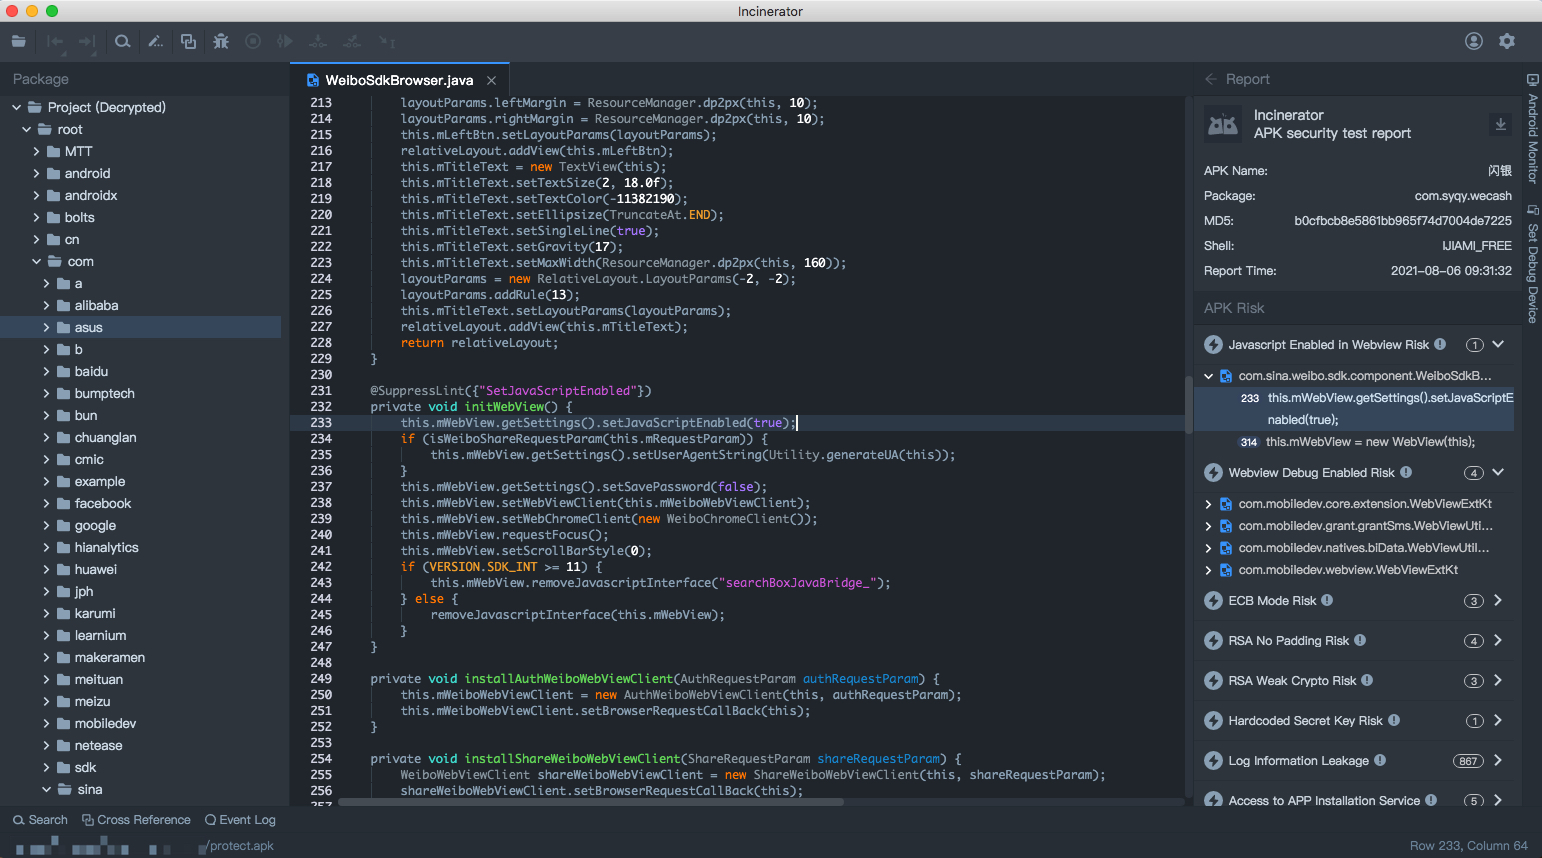 Incinerator
Package
Project (Decrypted)
root
MTT
android
androidx
bolts
cn
com
a
alibaba
asus
b
baidu
bumptech
bun
chuanglan
cmic
example
facebook
google
hianalytics
huawei
jph
karumi
learnium
makeramen
meituan
meizu
mobiledev
netease
sdk
sina
WeiboSdkBrowser.java
213 layoutParams.leftMargin = ResourceManager.dp2px(this, 10);
214 layoutParams.rightMargin = ResourceManager.dp2px(this, 10);
215 this.mLeftBtn.setLayoutParams(layoutParams);
216 relativeLayout.addView(this.mLeftBtn);
217 this.mTitleText = new TextView(this);
218 this.mTitleText.setTextSize(2, 18.0f);
219 this.mTitleText.setTextColor(-11382190);
220 this.mTitleText.setEllipsize(TruncateAt.END);
221 this.mTitleText.setSingleLine(true);
222 this.mTitleText.setGravity(17);
223 this.mTitleText.setMaxWidth(ResourceManager.dp2px(this, 160));
224 layoutParams = new RelativeLayout.LayoutParams(-2, -2);
225 layoutParams.addRule(13);
226 this.mTitleText.setLayoutParams(layoutParams);
227 relativeLayout.addView(this.mTitleText);
228 return relativeLayout;
229 }
230
231 @SuppressLint({"SetJavaScriptEnabled"})
232 private void initWebView() {
233 this.mWebView.getSettings().setJavaScriptEnabled(true);
234 if (isWeiboShareRequestParam(this.mRequestParam)) {
235 this.mWebView.getSettings().setUserAgentString(Utility.generateUA(this));
236 }
237 this.mWebView.getSettings().setSavePassword(false);
238 this.mWebView.setWebViewClient(this.mWeiboWebViewClient);
239 this.mWebView.setWebChromeClient(new WeiboChromeClient());
240 this.mWebView.requestFocus();
241 this.mWebView.setScrollBarStyle(0);
242 if (VERSION.SDK_INT >= 11) {
243 this.mWebView.removeJavascriptInterface("searchBoxJavaBridge_");
244 } else {
245 removeJavascriptInterface(this.mWebView);
246 }
247 }
248
249 private void installAuthWeiboWebViewClient(AuthRequestParam authRequestParam) {
250 this.mWeiboWebViewClient = new AuthWeiboWebViewClient(this, authRequestParam);
251 this.mWeiboWebViewClient.setBrowserRequestCallBack(this);
252 }
253
254 private void installShareWeiboWebViewClient(ShareRequestParam shareRequestParam) {
255 WeiboWebViewClient shareWeiboWebViewClient = new ShareWeiboWebViewClient(this, shareRequestParam);
256 shareWeiboWebViewClient.setBrowserRequestCallBack(this);
257
Report
Incinerator
APK security test report
APK Name: 闪银
Package: com.syqy.wecash
MD5: b0cfbcb8e5861bb965f74d7004de7225
Shell: IJIAMI_FREE
Report Time: 2021-08-06 09:31:32
APK Risk
Javascript Enabled in Webview Risk 1
com.sina.weibo.sdk.component.WeiboSdkB...
233 this.mWebView.getSettings().setJavaScriptE
nabled(true);
314 this.mWebView = new WebView(this);
Webview Debug Enabled Risk 4
com.mobiledev.core.extension.WebViewExtKt
com.mobiledev.grant.grantSms.WebViewUti...
com.mobiledev.natives.biData.WebViewUtil...
com.mobiledev.webview.WebViewExtKt
ECB Mode Risk 3
RSA No Padding Risk 4
RSA Weak Crypto Risk 3
Hardcoded Secret Key Risk 1
Log Information Leakage 867
Access to APP Installation Service 5
Android Monitor
Set Debug Device
Search Cross Reference Event Log
/protect.apk
Row 233, Column 64